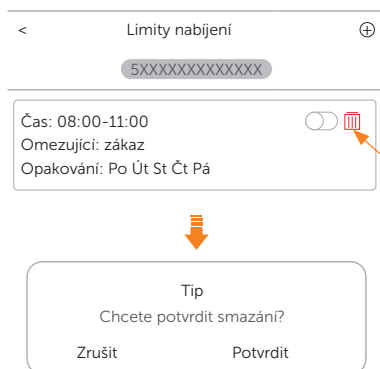 < Limity nabíjení
5XXXXXXXXXXXXX
Čas: 08:00-11:00
Omezující: zákaz
Opakování: Po Út St Čt Pá
Tip
Chcete potvrdit smazání?
Zrušit Potvrdit